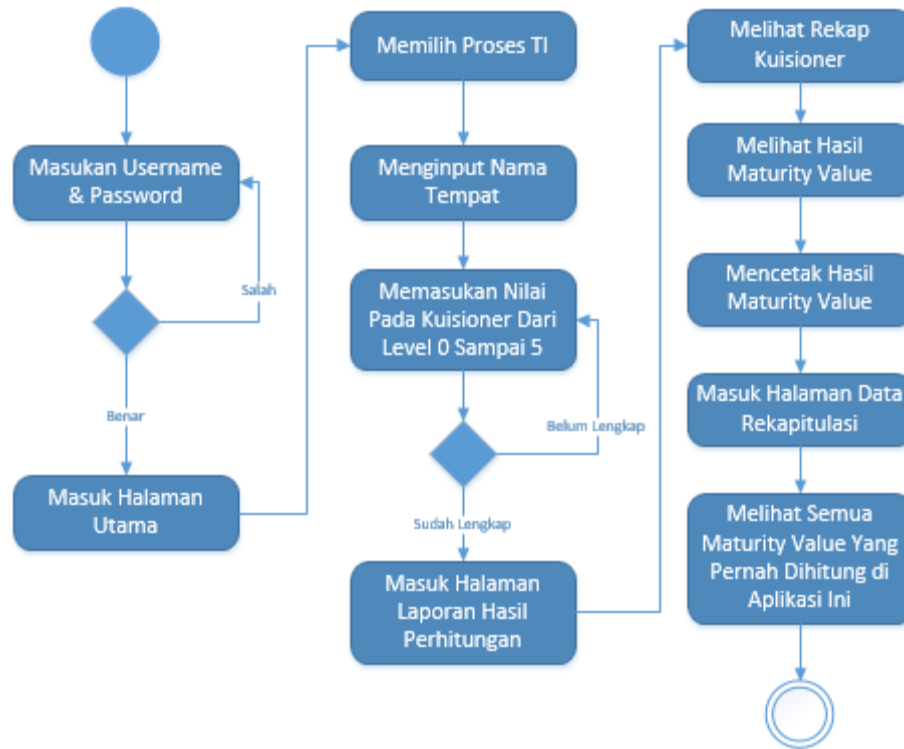 Masukan Username
& Password
Salah
Benar
Masuk Halaman
Utama
Memilih Proses TI
Menginput Nama
Tempat
Memasukan Nilai
Pada Kuisioner Dari
Level 0 Sampai 5
Belum Lengkap
Sudah Lengkap
Masuk Halaman
Laporan Hasil
Perhitungan
Melihat Rekap
Kuisioner
Melihat Hasil
Maturity Value
Mencetak Hasil
Maturity Value
Masuk Halaman Data
Rekapitulasi
Melihat Semua
Maturity Value Yang
Pernah Dihitung di
Aplikasi Ini